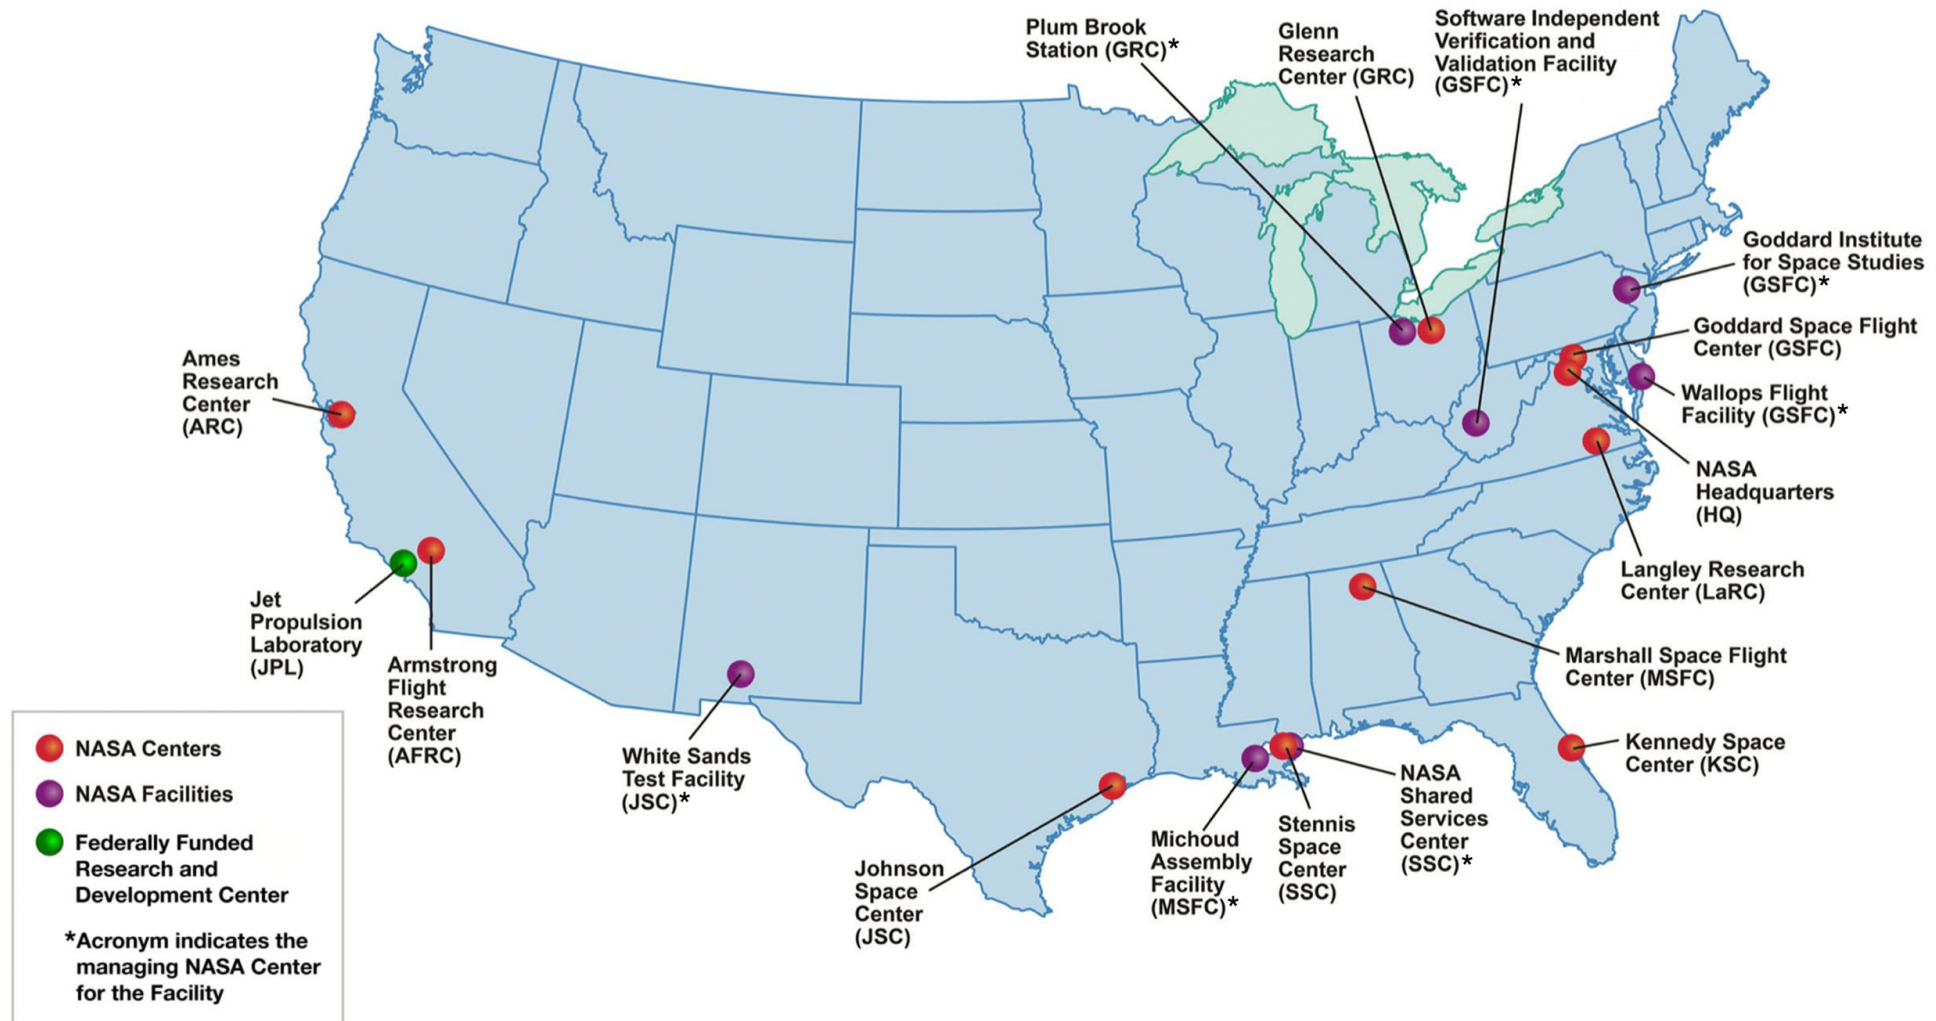 Plum Brook
Station (GRC)*
Glenn
Research
Center (GRC)
Software Independent
Verification and
Validation Facility
(GSFC)*
Goddard Institute
for Space Studies
(GSFC)*
Goddard Space Flight
Center (GSFC)
Wallops Flight
Facility (GSFC)*
NASA
Headquarters
(HQ)
Langley Research
Center (LaRC)
Marshall Space Flight
Center (MSFC)
Kennedy Space
Center (KSC)
NASA
Shared
Services
Center
(SSC)*
Stennis
Space
Center
(SSC)
Michoud
Assembly
Facility
(MSFC)*
Johnson
Space
Center
(JSC)
White Sands
Test Facility
(JSC)*
Armstrong
Flight
Research
Center
(AFRC)
Jet
Propulsion
Laboratory
(JPL)
Ames
Research
Center
(ARC)
NASA Centers
NASA Facilities
Federally Funded
Research and
Development Center
*Acronym indicates the
managing NASA Center
for the Facility